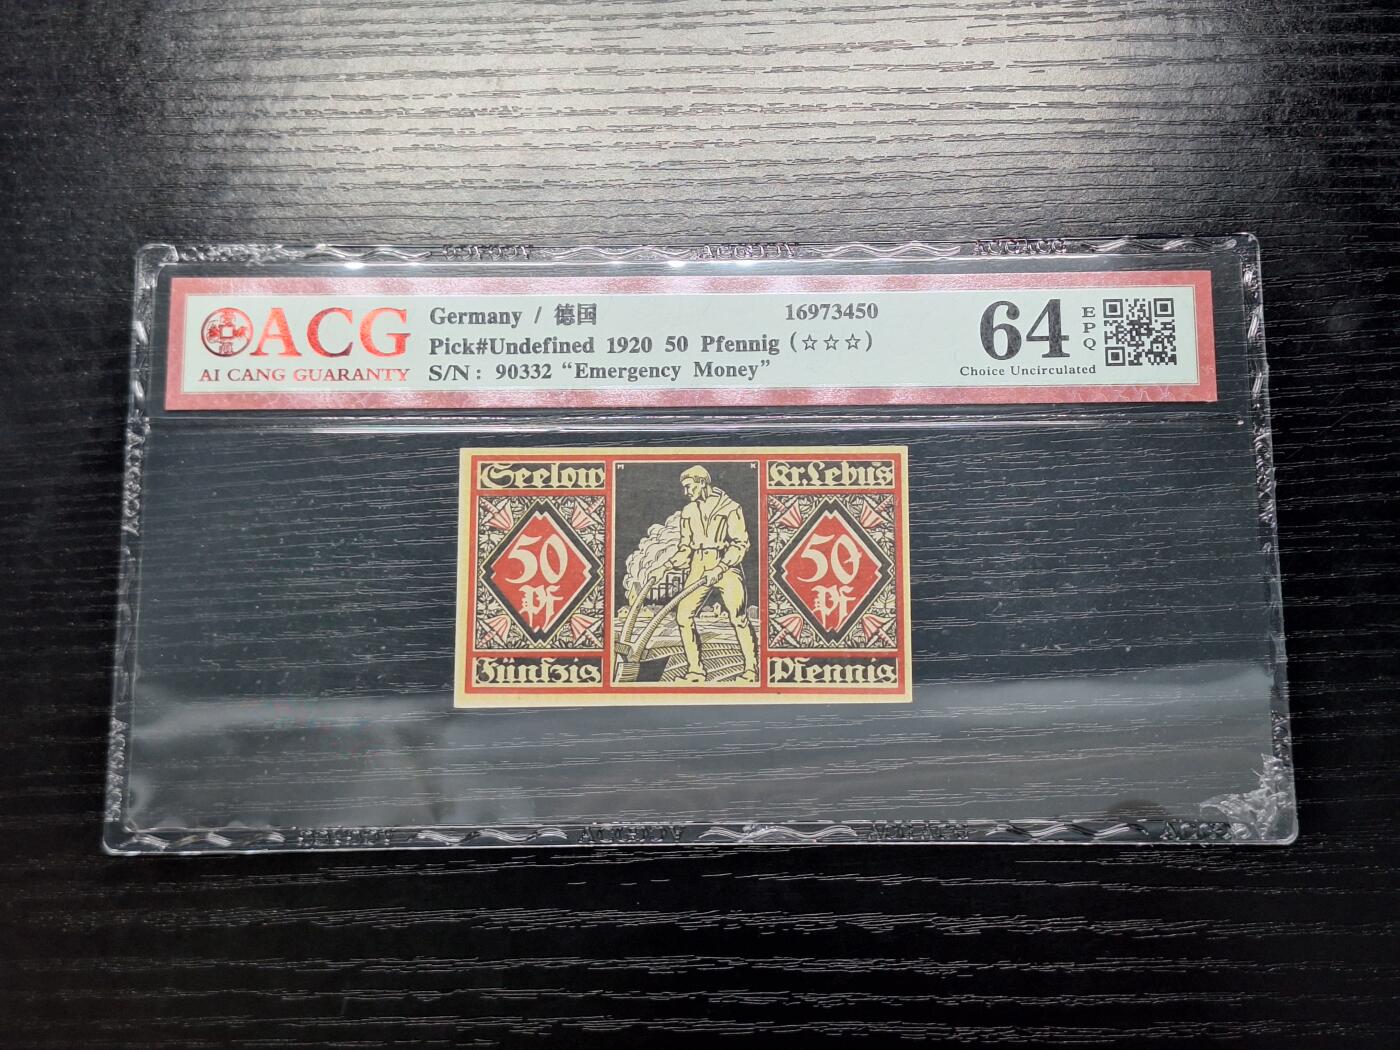 ACG
AI CANG GUARANTY
Germany / 德国
16973450
Pick#Undefined 1920 50 Pfennig (☆☆☆)
S/N: 90332 “Emergency Money”
64
EPQ
Choice Uncirculated
Seelow
M K
Kr. Lebus
50
Pf
50
Pf
Fünfzig
Pfennig